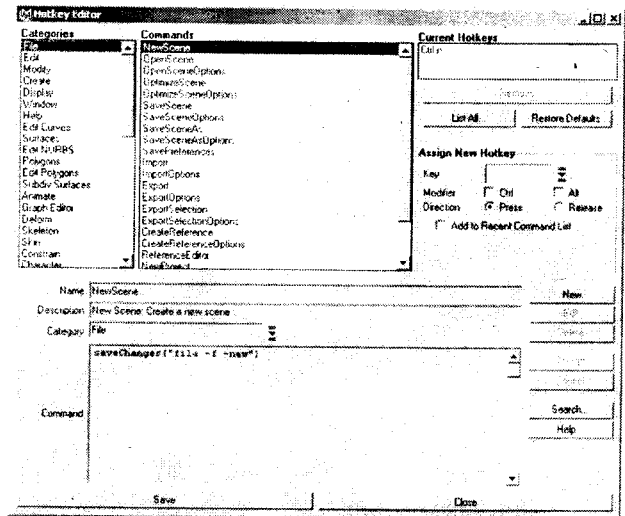 Hotkey Editor
Categories
File
Edit
Modify
Create
Display
Window
Help
Edit Curves
Surfaces
Edit NURBS
Polygons
Edit Polygons
Subdiv Surfaces
Animate
Graph Editor
Deform
Skeleton
Skin
Constrain
Character
Commands
NewScene
OpenScene
OpenSceneOptions
OptimizeScene
OptimizeSceneOptions
SaveScene
SaveSceneOptions
SaveSceneAs
SaveSceneAsOptions
SavePreferences
Import
ImportOptions
Export
ExportOptions
ExportSelection
ExportSelectionOptions
CreateReference
CreateReferenceOptions
ReferenceEditor
NewProject
Current Hotkeys
List All
Restore Defaults
Assign New Hotkey
Key
Modifier Ctrl Alt
Direction Press Release
Add to Recent Command List
Name NewScene
Description New Scene: Create a new scene
Category File
Command saveChanges("file -f -new")
New
Edit
Delete
Search...
Help
Save
Close